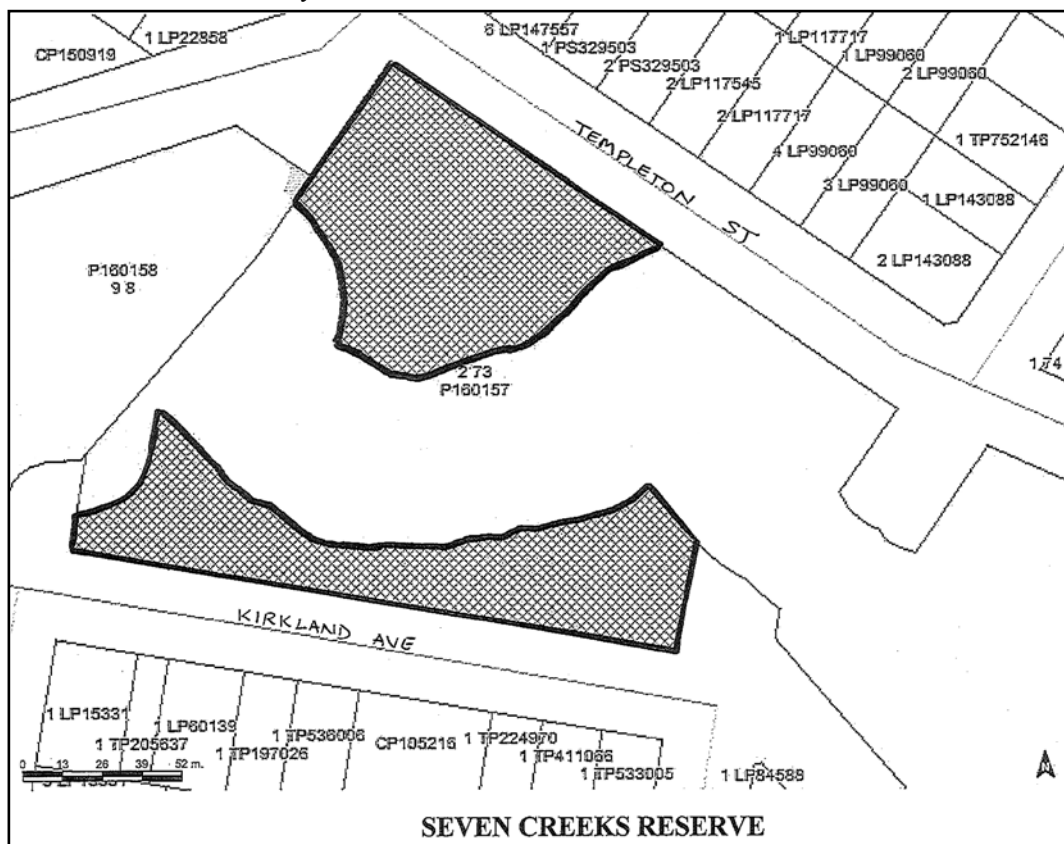 1 LP22858
CP150919
6 LP147557
1 PS329503
2 PS329503
2 LP117545
2 LP117717
4 LP99060
3 LP99060
1 LP117717
1 LP99060
2 LP99060
1 TP752146
1 LP143088
2 LP143088
TEMPLETON ST
P160158
98
2 73
P160157
1 74
KIRKLAND AVE
1 LP15331
1 TP205637
1 LP60139
1 TP197026
1 TP536006
CP105216
1 TP224970
1 TP411066
1 TP533005
1 LP84588
0 13 26 39 52 m.
N
SEVEN CREEKS RESERVE